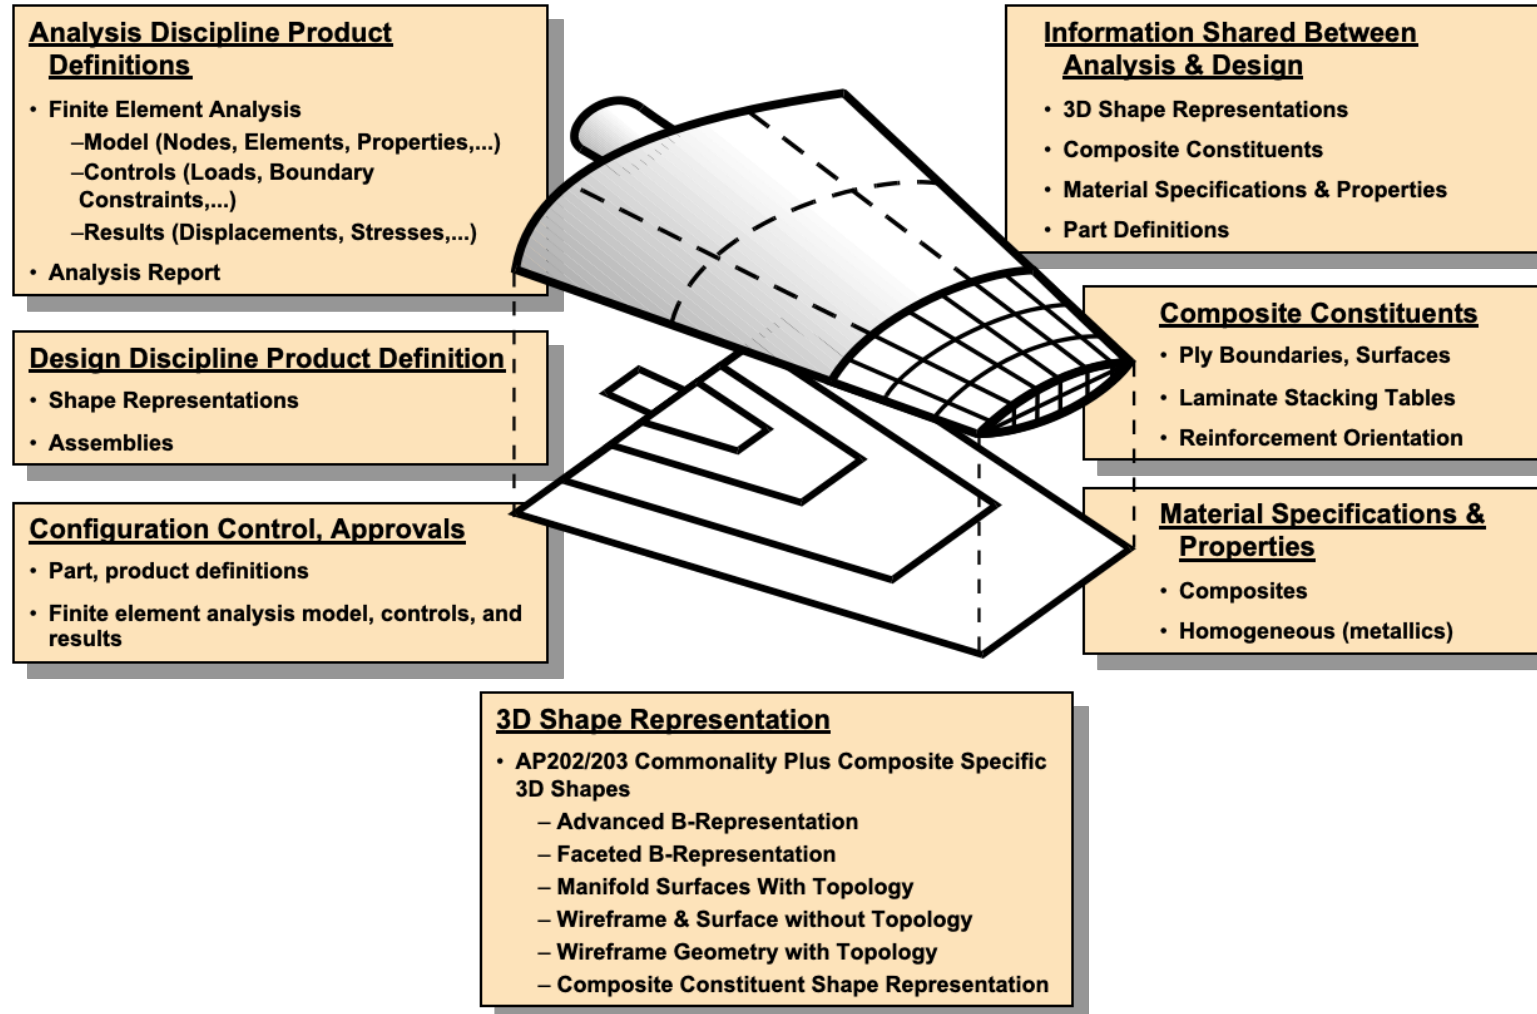 Analysis Discipline Product
Definitions
• Finite Element Analysis
–Model (Nodes, Elements, Properties,...)
–Controls (Loads, Boundary
Constraints,...)
–Results (Displacements, Stresses,...)
• Analysis Report
Design Discipline Product Definition
• Shape Representations
• Assemblies
Configuration Control, Approvals
• Part, product definitions
• Finite element analysis model, controls, and
results
Information Shared Between
Analysis & Design
• 3D Shape Representations
• Composite Constituents
• Material Specifications & Properties
• Part Definitions
Composite Constituents
• Ply Boundaries, Surfaces
• Laminate Stacking Tables
• Reinforcement Orientation
Material Specifications &
Properties
• Composites
• Homogeneous (metallics)
3D Shape Representation
• AP202/203 Commonality Plus Composite Specific
3D Shapes
– Advanced B-Representation
– Faceted B-Representation
– Manifold Surfaces With Topology
– Wireframe & Surface without Topology
– Wireframe Geometry with Topology
– Composite Constituent Shape Representation